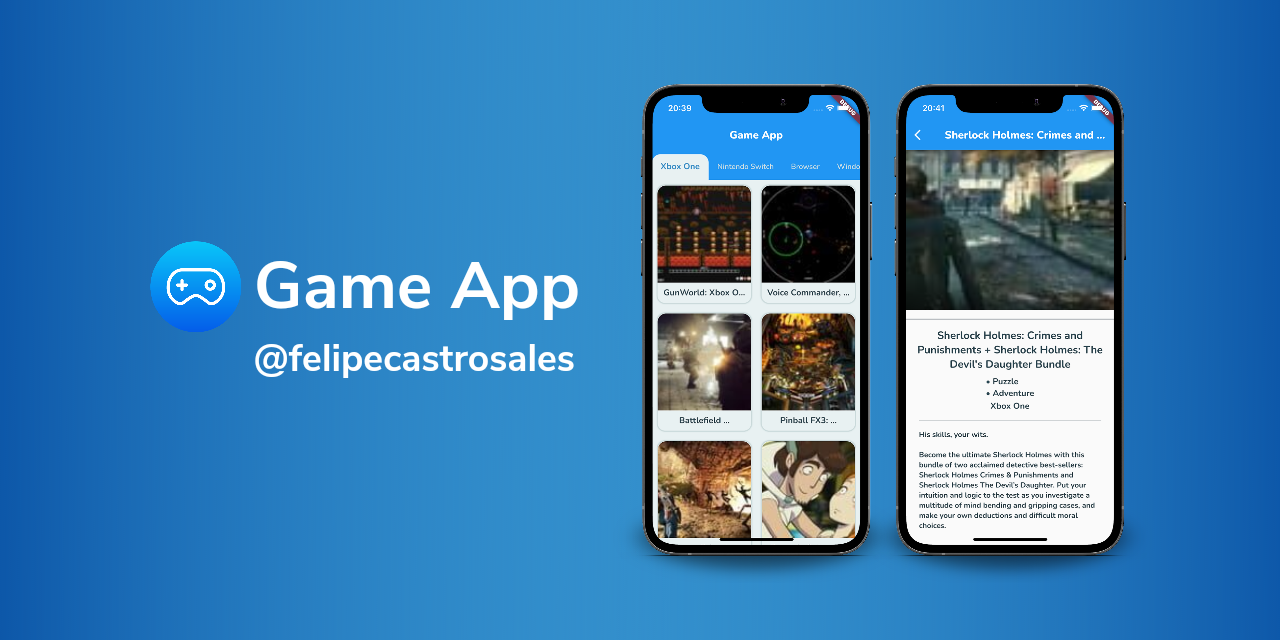 Game App
@felipecastrosales
20:39
DEBUG
Game App
Xbox One Nintendo Switch Browser Windo
GunWorld: Xbox O... Voice Commander, ...
Battlefield ... Pinball FX3: ...
20:41
DEBUG
Sherlock Holmes: Crimes and ...
Sherlock Holmes: Crimes and
Punishments + Sherlock Holmes: The
Devil's Daughter Bundle
• Puzzle
• Adventure
Xbox One
His skills, your wits.
Become the ultimate Sherlock Holmes with this
bundle of two acclaimed detective best-sellers:
Sherlock Holmes Crimes & Punishments and
Sherlock Holmes The Devil's Daughter. Put your
intuition and logic to the test as you investigate a
multitude of mind bending and gripping cases, and
make your own deductions and difficult moral
choices.